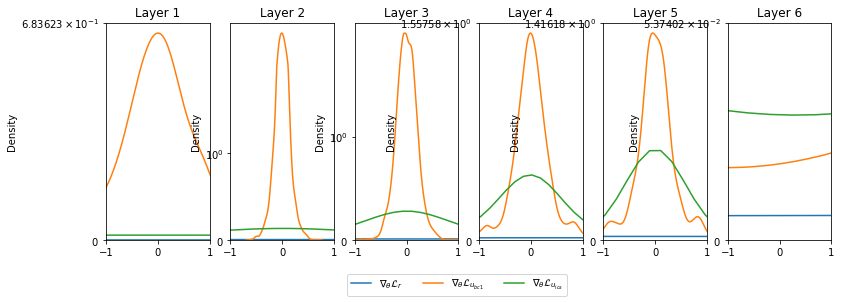 Layer 1
Layer 2
Layer 3
Layer 4
Layer 5
Layer 6
6.83623 × 10⁻¹
1.55758 × 10⁰
1.41618 × 10⁰
5.37402 × 10⁻²
Density
Density
Density
Density
Density
Density
10⁰
10⁰
0
0
0
0
0
0
−1 0 1
−1 0 1
−1 0 1
−1 0 1
−1 0 1
−1 0 1
∇θℒr
∇θℒu_bc1
∇θℒu_ics